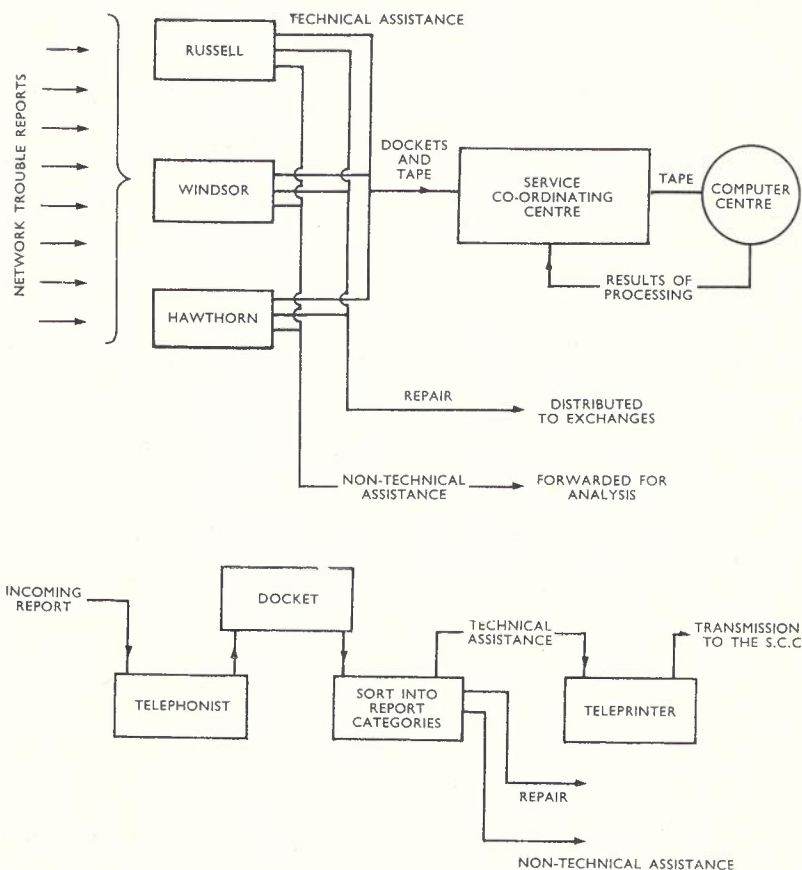 TECHNICAL ASSISTANCE
NETWORK TROUBLE REPORTS
RUSSELL
WINDSOR
HAWTHORN
DOCKETS
AND
TAPE
SERVICE
CO-ORDINATING
CENTRE
TAPE
COMPUTER
CENTRE
RESULTS OF
PROCESSING
REPAIR
DISTRIBUTED
TO EXCHANGES
NON-TECHNICAL
ASSISTANCE
FORWARDED FOR
ANALYSIS
INCOMING
REPORT
TELEPHONIST
DOCKET
SORT INTO
REPORT
CATEGORIES
TECHNICAL
ASSISTANCE
TELEPRINTER
TRANSMISSION
TO THE S.C.C
REPAIR
NON-TECHNICAL ASSISTANCE